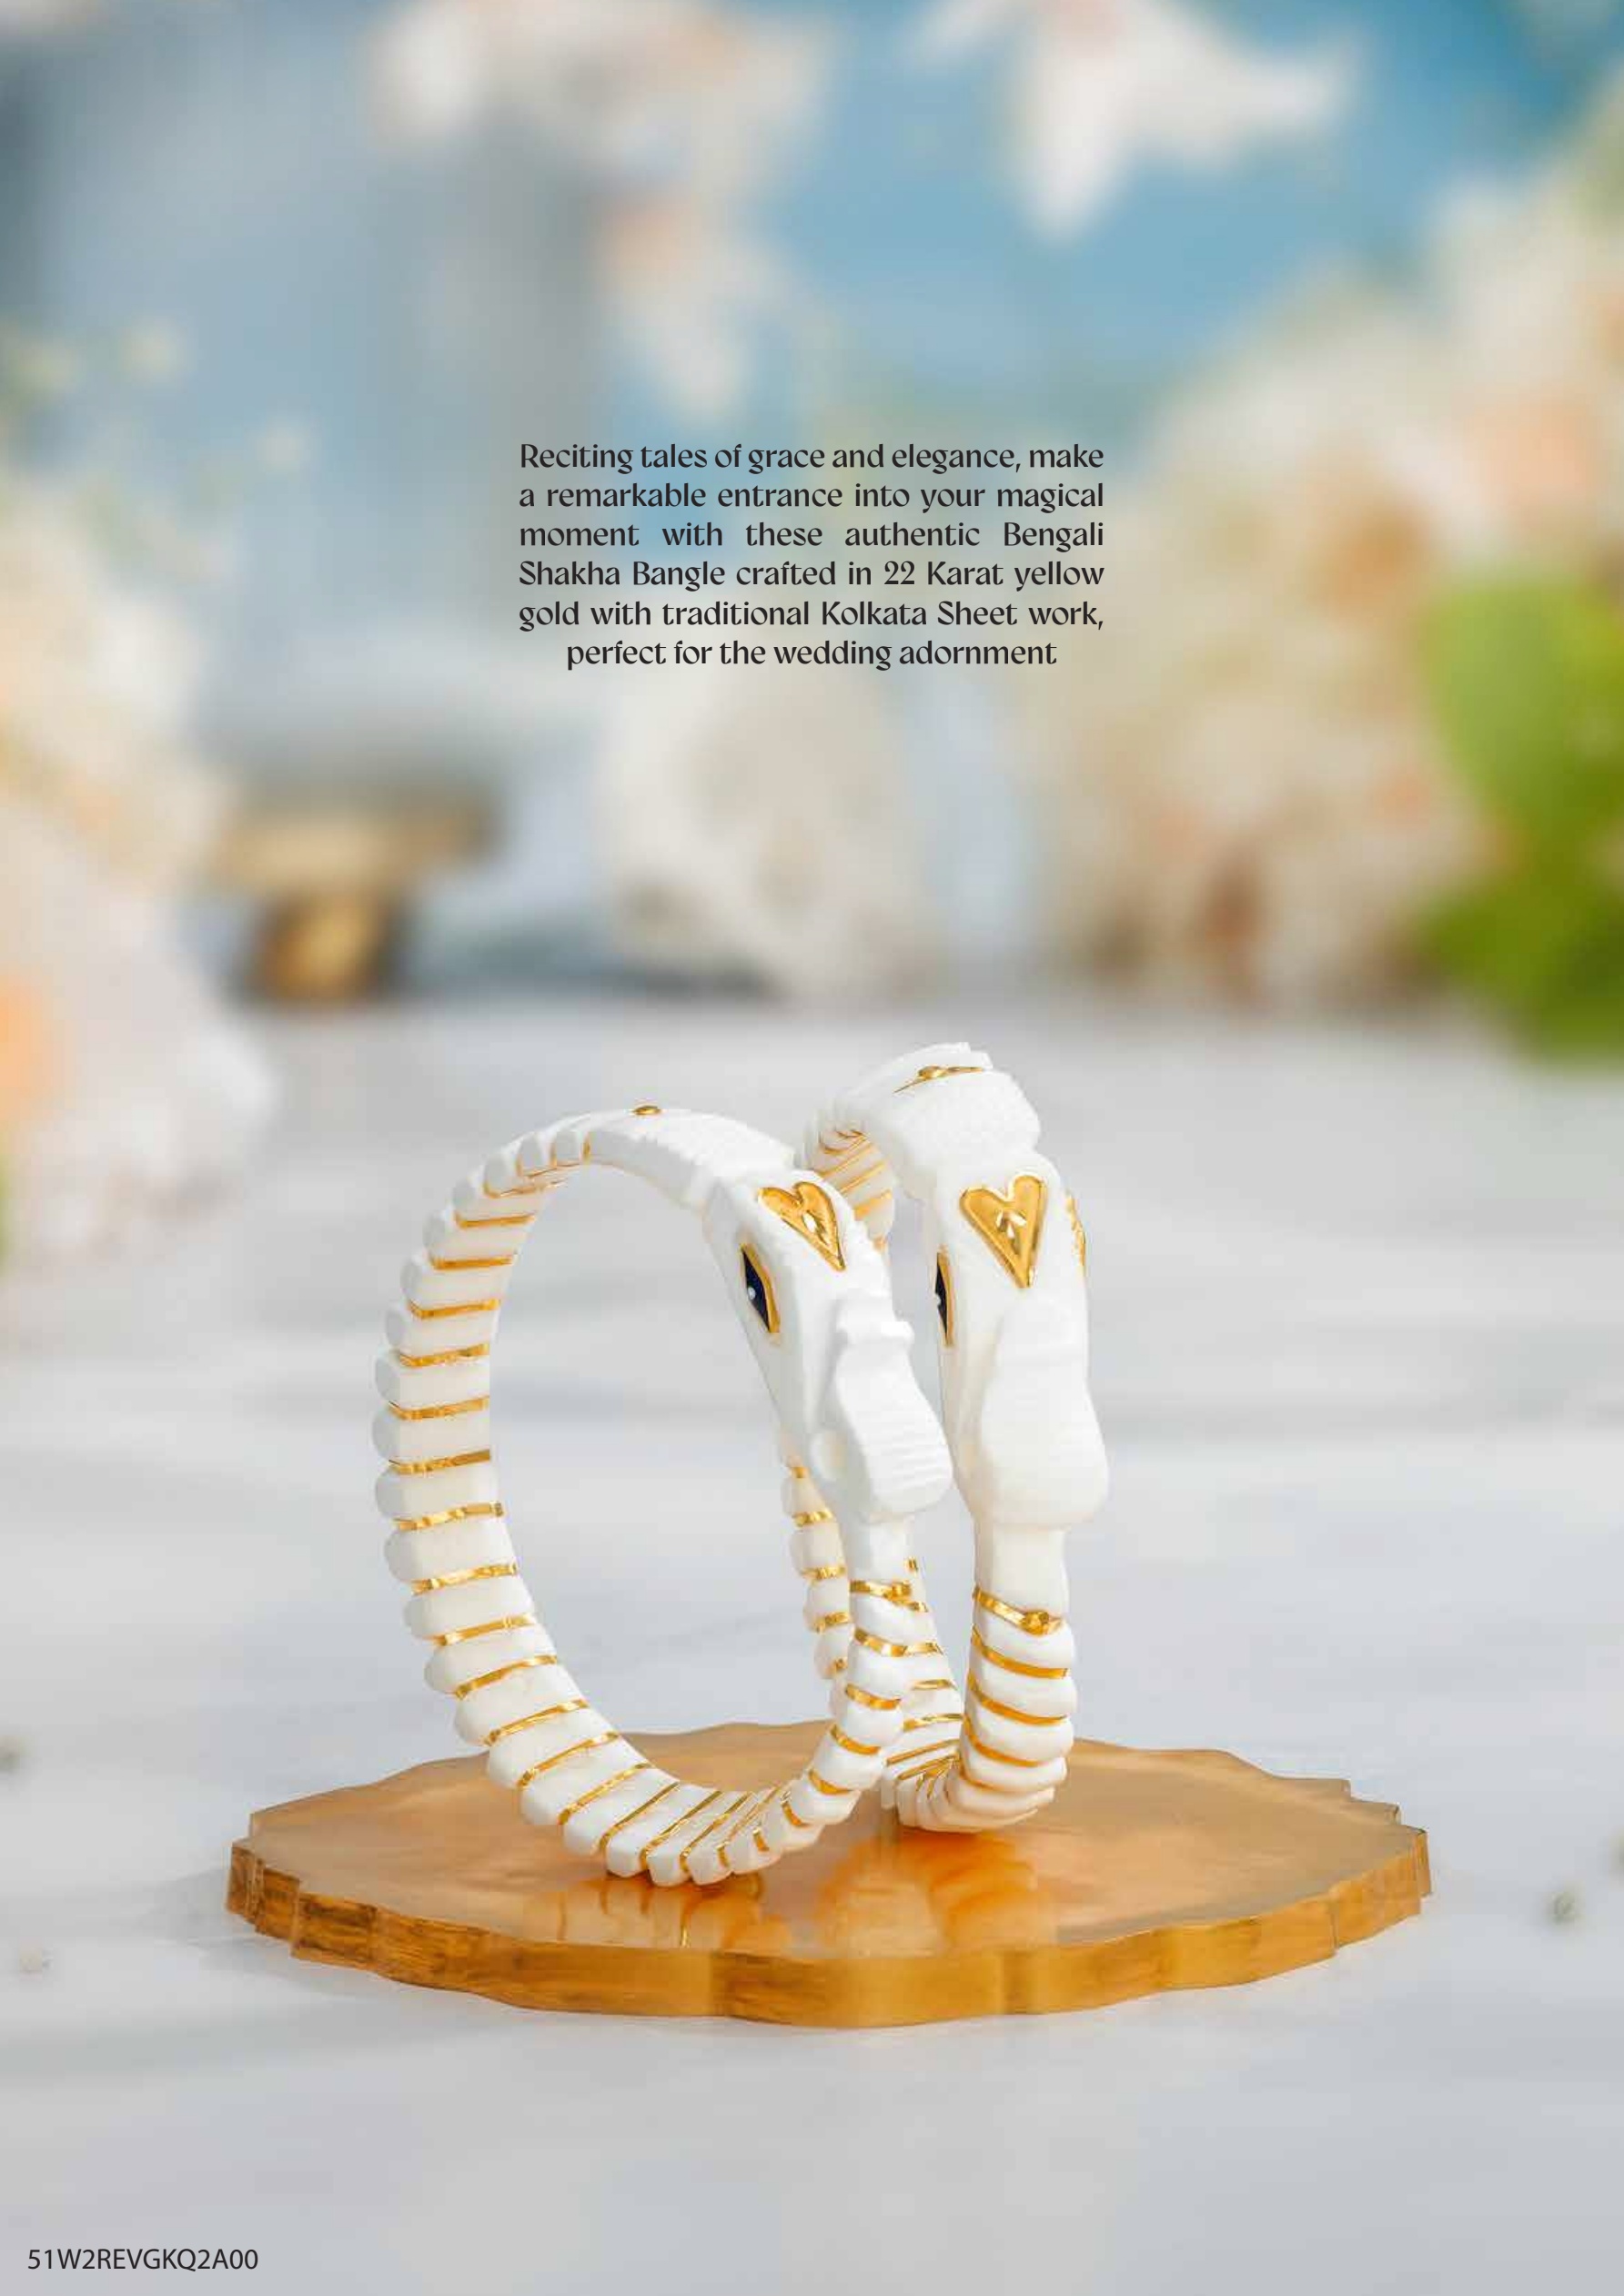 Reciting tales of grace and elegance, make
a remarkable entrance into your magical
moment with these authentic Bengali
Shakha Bangle crafted in 22 Karat yellow
gold with traditional Kolkata Sheet work,
perfect for the wedding adornment
51W2REVGKQ2A00